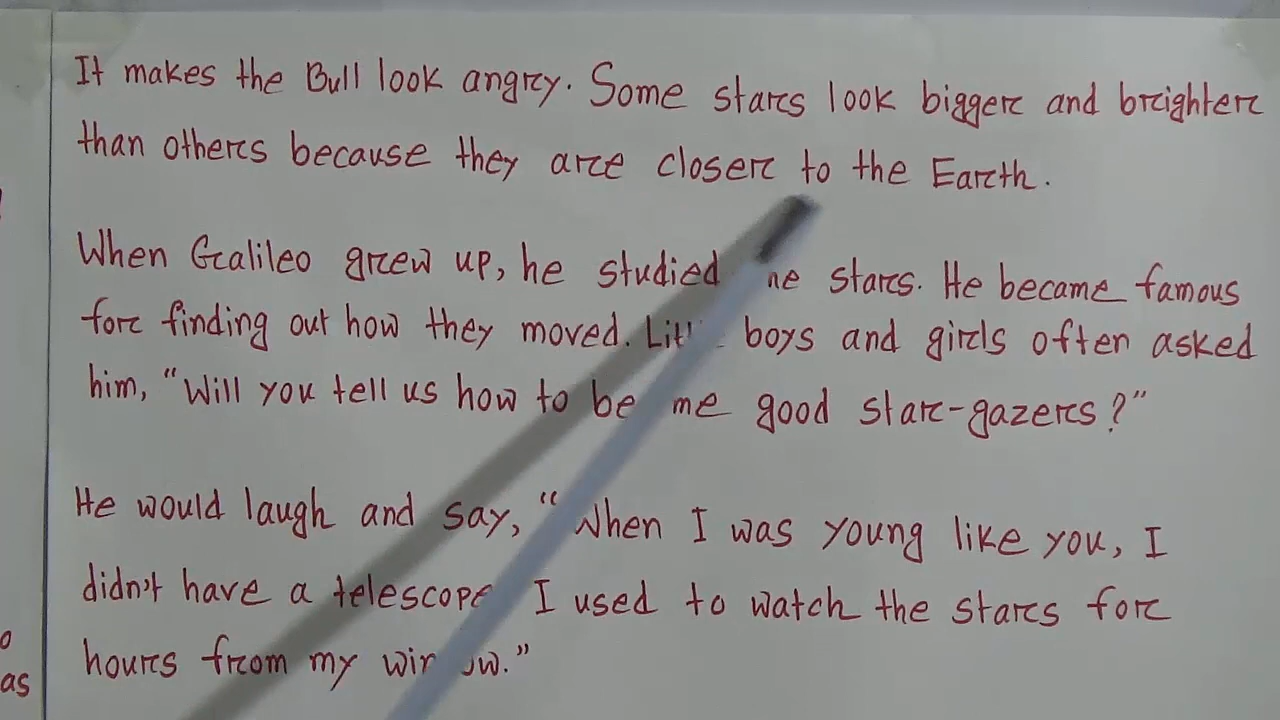 It makes the Bull look angry. Some stars look bigger and brighter
than others because they are closer to the Earth.
When Galileo grew up, he studied stars. He became famous
for finding out how they moved. boys and girls often asked
him, "Will you tell us how to good star-gazers?"
He would laugh and say, "When I was young like you, I
didn't have a telescope I used to watch the stars for
hours from my
as